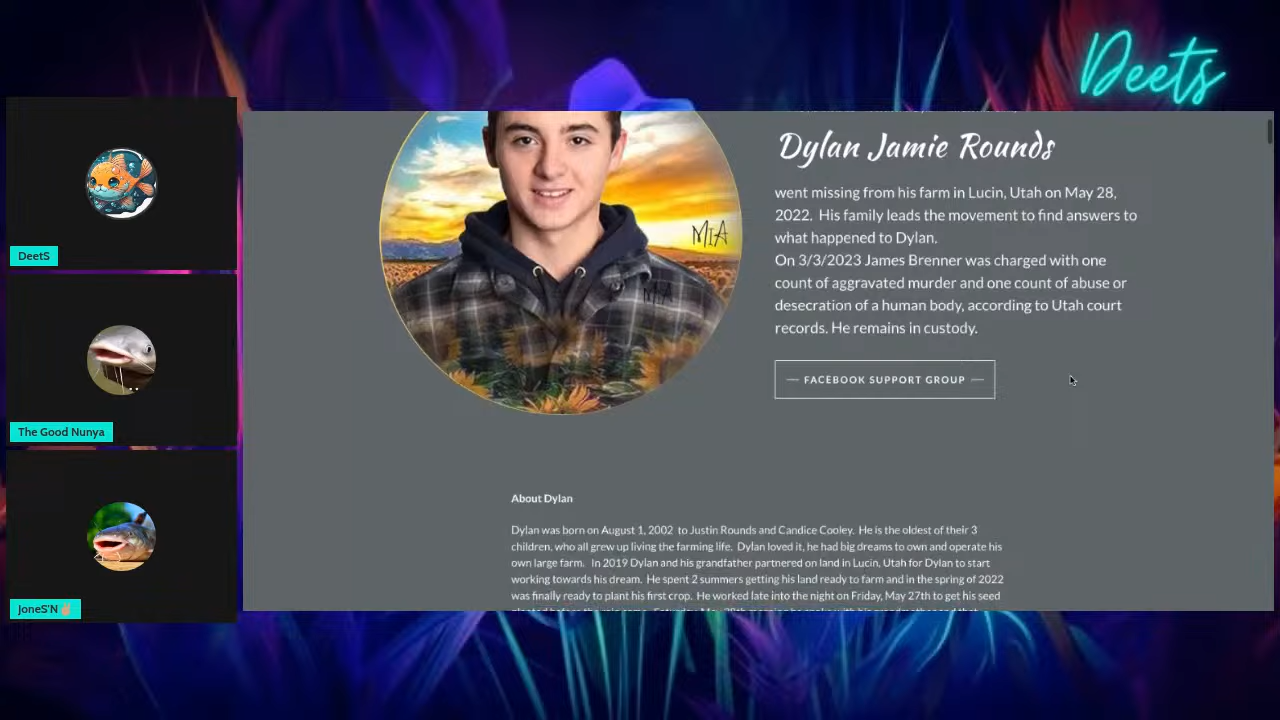 Deets
DeetS
The Good Nunya
JoneS'N ✌🏼
Dylan Jamie Rounds
went missing from his farm in Lucin, Utah on May 28,
2022. His family leads the movement to find answers to
what happened to Dylan.
On 3/3/2023 James Brenner was charged with one
count of aggravated murder and one count of abuse or
desecration of a human body, according to Utah court
records. He remains in custody.
— FACEBOOK SUPPORT GROUP —
MIA
MIA
About Dylan
Dylan was born on August 1, 2002 to Justin Rounds and Candice Cooley. He is the oldest of their 3
children, who all grew up living the farming life. Dylan loved it, he had big dreams to own and operate his
own large farm. In 2019 Dylan and his grandfather partnered on land in Lucin, Utah for Dylan to start
working towards his dream. He spent 2 summers getting his land ready to farm and in the spring of 2022
was finally ready to plant his first crop. He worked late into the night on Friday, May 27th to get his seed